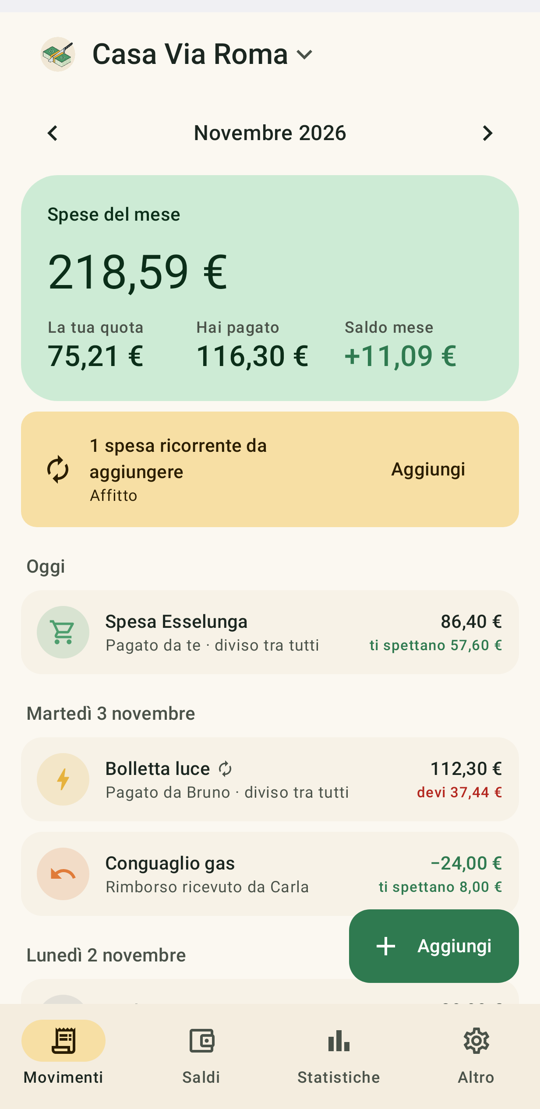 Casa Via Roma
Novembre 2026
Spese del mese
218,59 €
La tua quota Hai pagato Saldo mese
75,21 € 116,30 € +11,09 €
1 spesa ricorrente da
aggiungere
Affitto
Aggiungi
Oggi
Spesa Esselunga 86,40 €
Pagato da te · diviso tra tutti ti spettano 57,60 €
Martedì 3 novembre
Bolletta luce 112,30 €
Pagato da Bruno · diviso tra tutti devi 37,44 €
Conguaglio gas −24,00 €
Rimborso ricevuto da Carla ti spettano 8,00 €
Lunedì 2 novembre
Aggiungi
Movimenti Saldi Statistiche Altro